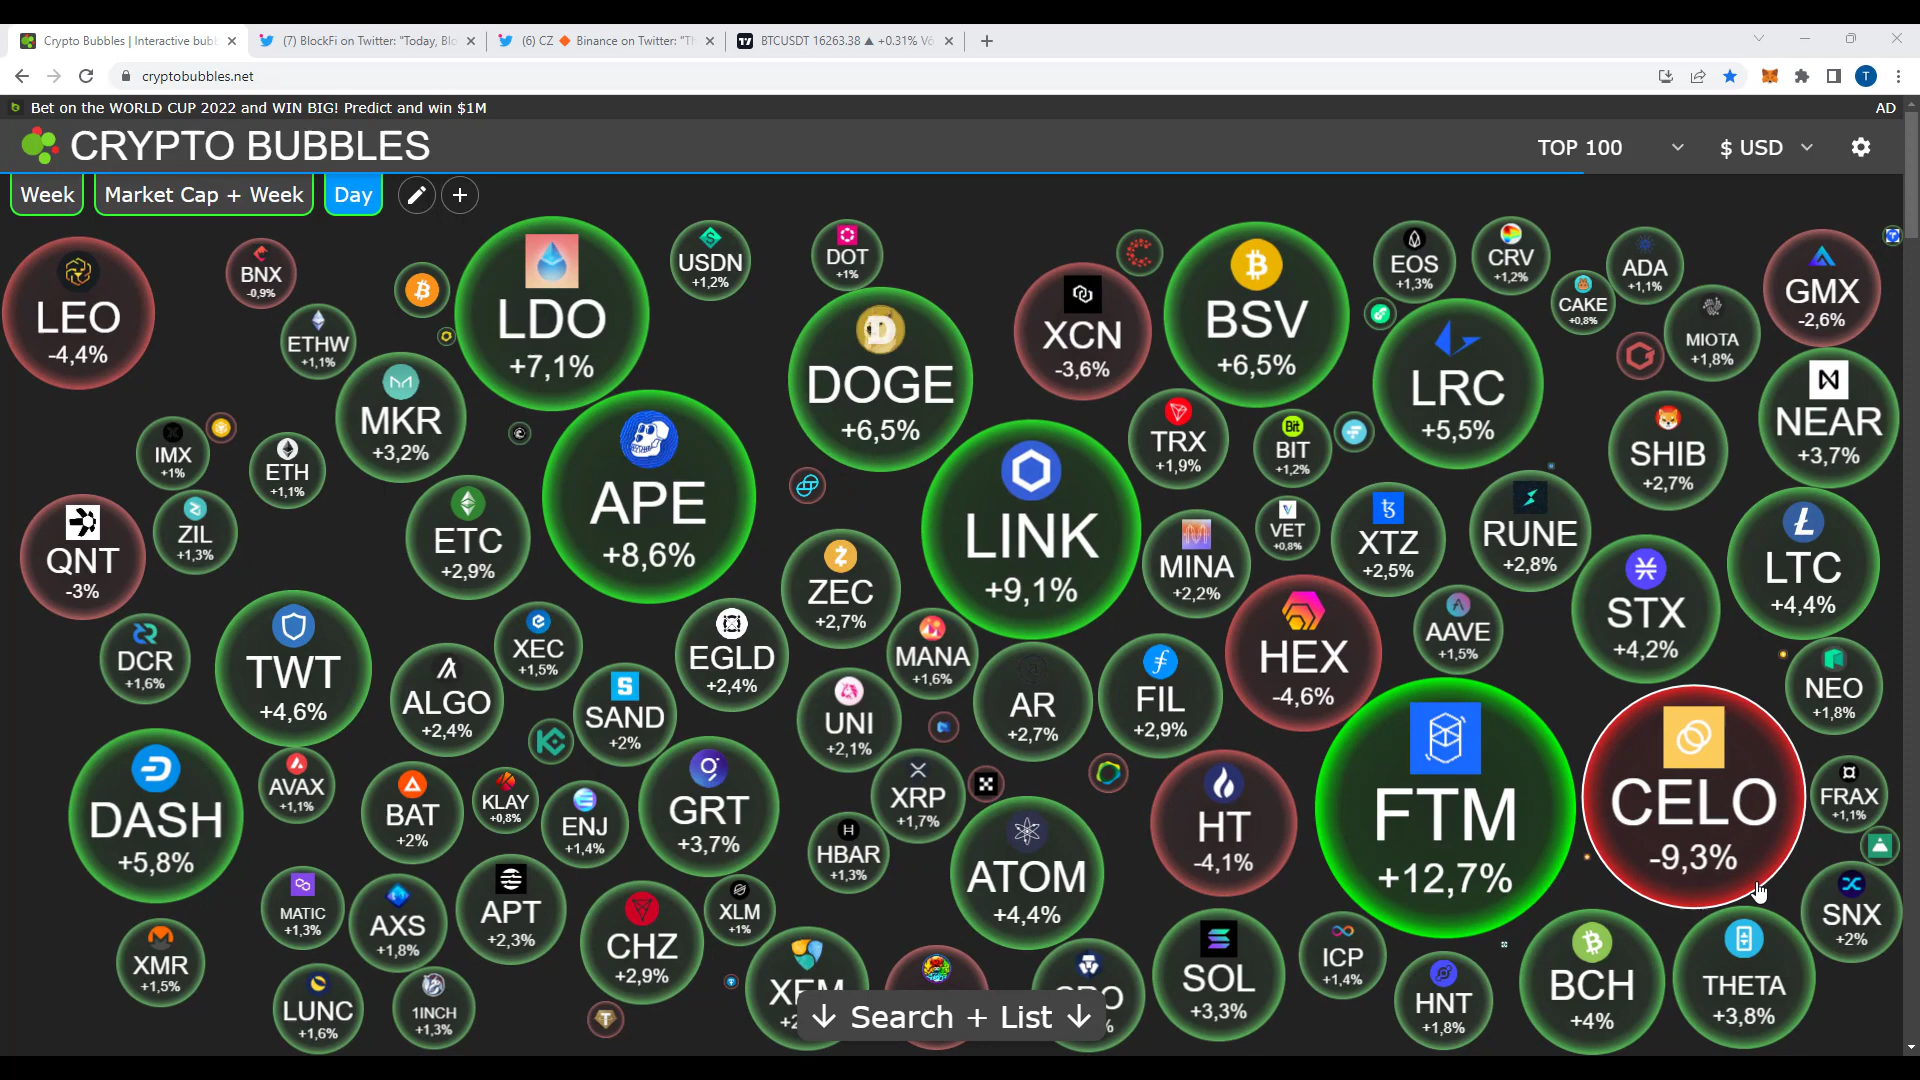 Crypto Bubbles | Interactive bubb
(7) BlockFi on Twitter: "Today, Blo
(6) CZ 🔶 Binance on Twitter: "Th
BTCUSDT 16263.38 ▲ +0.31% Vo
cryptobubbles.net
T
Bet on the WORLD CUP 2022 and WIN BIG! Predict and win $1M
AD
CRYPTO BUBBLES
TOP 100
$ USD
Week
Market Cap + Week
Day
LEO
-4,4%
BNX
-0,9%
ETHW
+1,1%
MKR
+3,2%
LDO
+7,1%
USDN
+1,2%
DOT
+1%
DOGE
+6,5%
XCN
-3,6%
BSV
+6,5%
EOS
+1,3%
CRV
+1,2%
CAKE
+0,8%
ADA
+1,1%
MIOTA
+1,8%
GMX
-2,6%
LRC
+5,5%
NEAR
+3,7%
SHIB
+2,7%
TRX
+1,9%
Bit
BIT
+1,2%
IMX
+1%
ETH
+1,1%
APE
+8,6%
LINK
+9,1%
QNT
-3%
ZIL
+1,3%
ETC
+2,9%
ZEC
+2,7%
MINA
+2,2%
VET
+0,8%
XTZ
+2,5%
RUNE
+2,8%
LTC
+4,4%
STX
+4,2%
DCR
+1,6%
TWT
+4,6%
XEC
+1,5%
EGLD
+2,4%
MANA
+1,6%
HEX
-4,6%
AAVE
+1,5%
NEO
+1,8%
ALGO
+2,4%
SAND
+2%
UNI
+2,1%
AR
+2,7%
FIL
+2,9%
DASH
+5,8%
AVAX
+1,1%
BAT
+2%
KLAY
+0,8%
ENJ
+1,4%
GRT
+3,7%
XRP
+1,7%
HBAR
+1,3%
ATOM
+4,4%
HT
-4,1%
FTM
+12,7%
CELO
-9,3%
FRAX
+1,1%
SNX
+2%
MATIC
+1,3%
AXS
+1,8%
APT
+2,3%
CHZ
+2,9%
XLM
+1%
XMR
+1,5%
LUNC
+1,6%
1INCH
+1,3%
XEM
SOL
+3,3%
ICP
+1,4%
HNT
+1,8%
BCH
+4%
THETA
+3,8%
↓ Search + List ↓